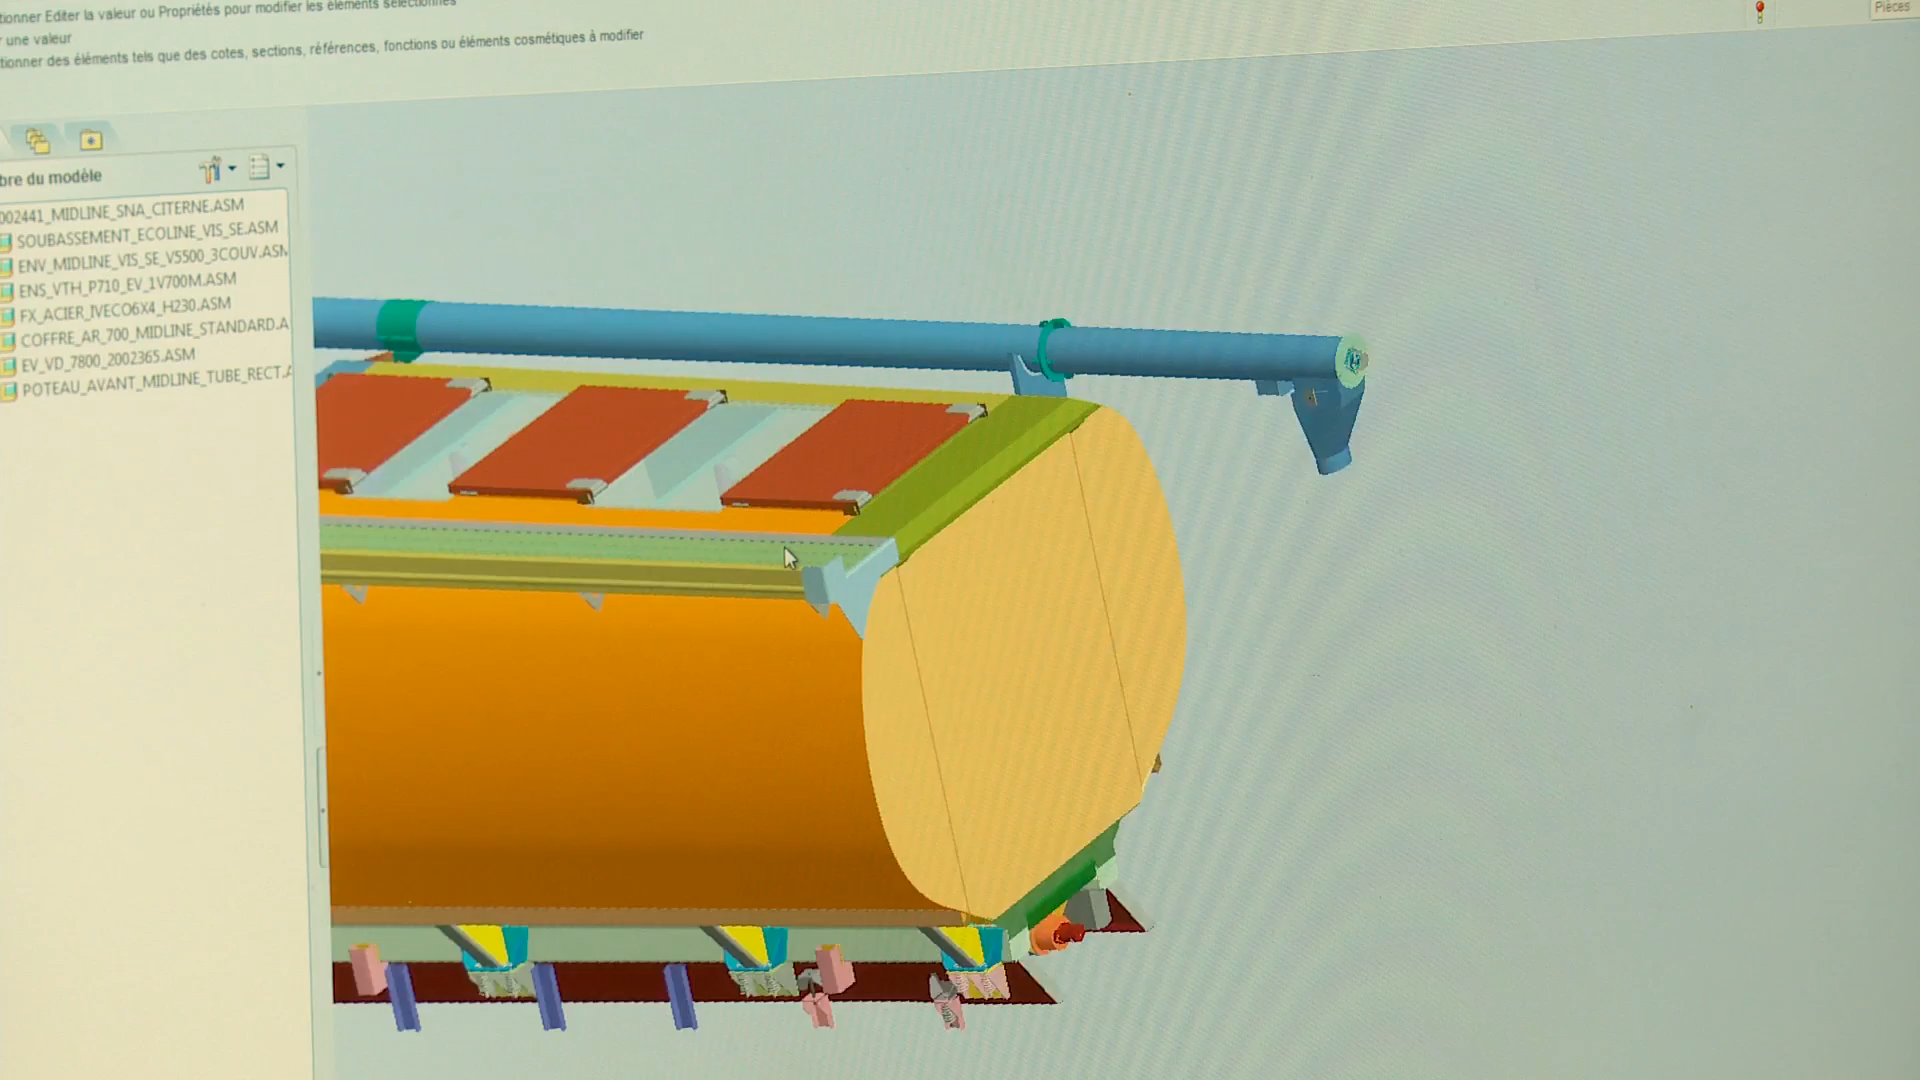 tionner Editer la valeur ou Propriétés pour modifier les éléments sélectionnés
r une valeur
tionner des éléments tels que des cotes, sections, références, fonctions ou éléments cosmétiques à modifier
Pièces
bre du modèle
002441_MIDLINE_SNA_CITERNE.ASM
SOUBASSEMENT_ECOLINE_VIS_SE.ASM
ENV_MIDLINE_VIS_SE_V5500_3COUV.ASM
ENS_VTH_P710_EV_1V700M.ASM
FX_ACIER_IVECO6X4_H230.ASM
COFFRE_AR_700_MIDLINE_STANDARD.A
EV_VD_7800_2002365.ASM
POTEAU_AVANT_MIDLINE_TUBE_RECT.A